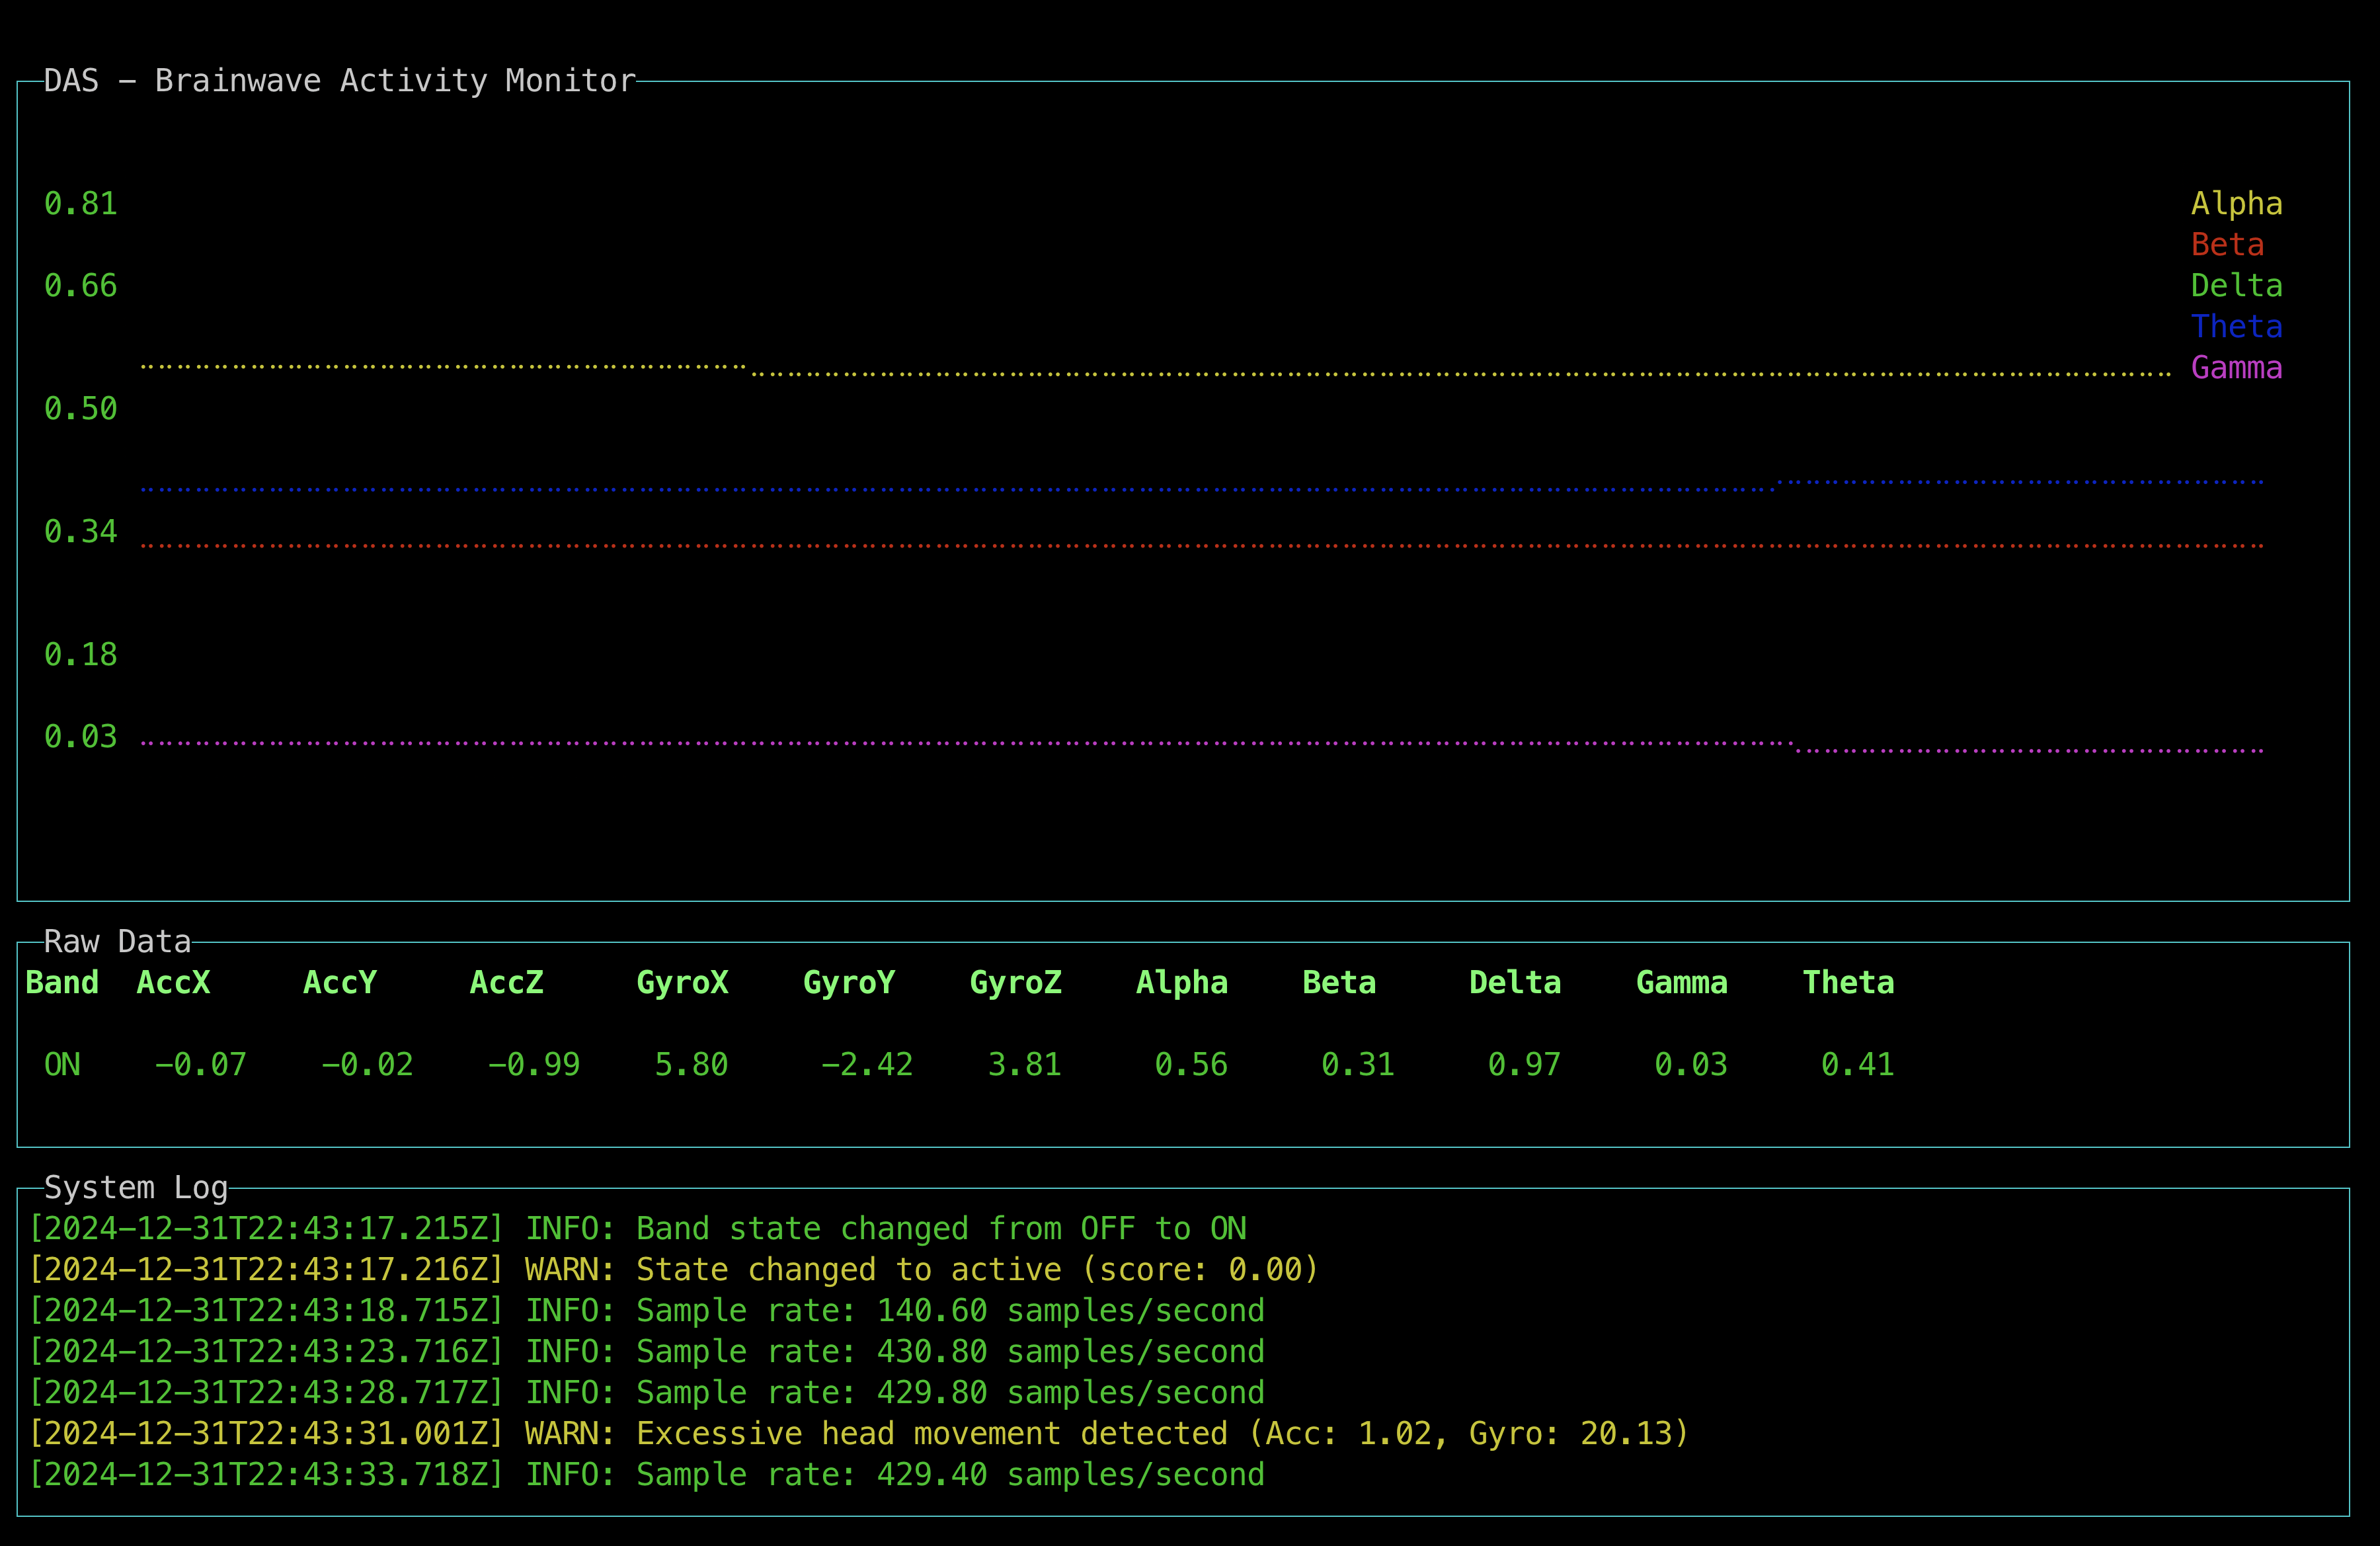 DAS − Brainwave Activity Monitor
0.81 Alpha
Beta
0.66 Delta
Theta
Gamma
0.50
0.34
0.18
0.03
Raw Data
Band AccX AccY AccZ GyroX GyroY GyroZ Alpha Beta Delta Gamma Theta
ON −0.07 −0.02 −0.99 5.80 −2.42 3.81 0.56 0.31 0.97 0.03 0.41
System Log
[2024−12−31T22:43:17.215Z] INFO: Band state changed from OFF to ON
[2024−12−31T22:43:17.216Z] WARN: State changed to active (score: 0.00)
[2024−12−31T22:43:18.715Z] INFO: Sample rate: 140.60 samples/second
[2024−12−31T22:43:23.716Z] INFO: Sample rate: 430.80 samples/second
[2024−12−31T22:43:28.717Z] INFO: Sample rate: 429.80 samples/second
[2024−12−31T22:43:31.001Z] WARN: Excessive head movement detected (Acc: 1.02, Gyro: 20.13)
[2024−12−31T22:43:33.718Z] INFO: Sample rate: 429.40 samples/second